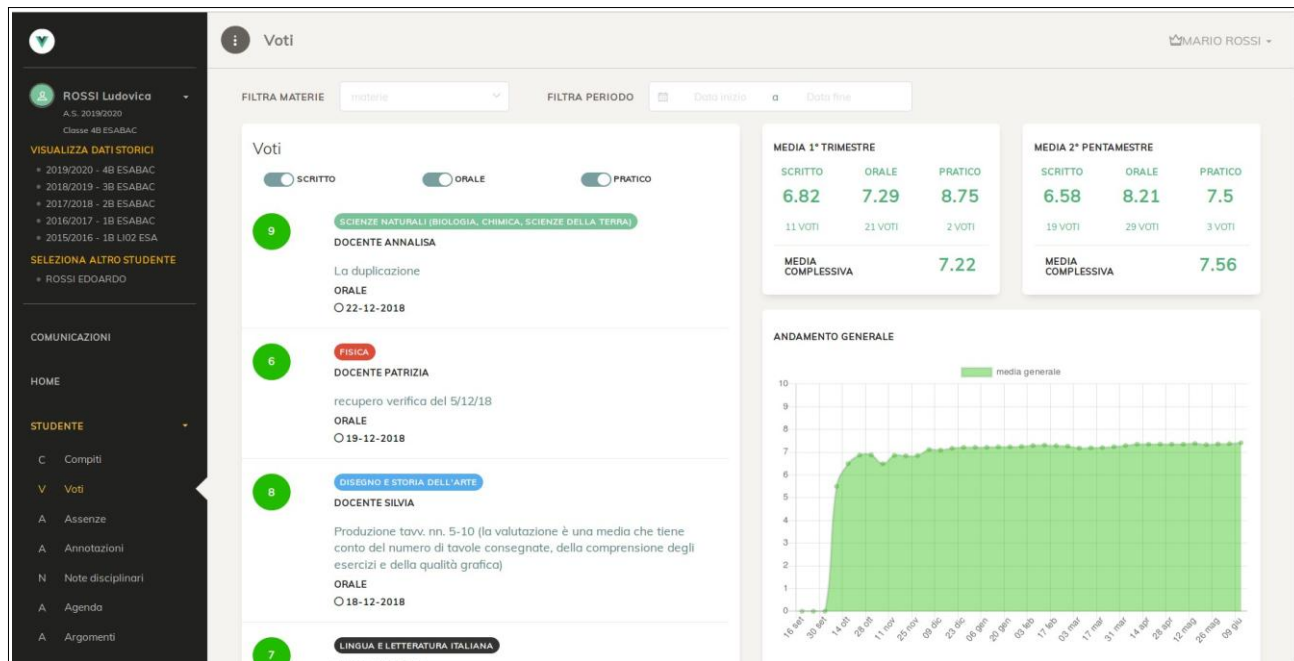 Voti
MARIO ROSSI
ROSSI Ludovica
A.S. 2019/2020
Classe 4B ESABAC
VISUALIZZA DATI STORICI
2019/2020 - 4B ESABAC
2018/2019 - 3B ESABAC
2017/2018 - 2B ESABAC
2016/2017 - 1B ESABAC
2015/2016 - 1B LI02 ESA
SELEZIONA ALTRO STUDENTE
ROSSI EDOARDO
COMUNICAZIONI
HOME
STUDENTE
C Compiti
V Voti
A Assenze
A Annotazioni
N Note disciplinari
A Agenda
A Argomenti
FILTRA MATERIE materie
FILTRA PERIODO Data inizio a Data fine
Voti
SCRITTO ORALE PRATICO
9
SCIENZE NATURALI (BIOLOGIA, CHIMICA, SCIENZE DELLA TERRA)
DOCENTE ANNALISA
La duplicazione
ORALE
22-12-2018
6
FISICA
DOCENTE PATRIZIA
recupero verifica del 5/12/18
ORALE
19-12-2018
8
DISEGNO E STORIA DELL'ARTE
DOCENTE SILVIA
Produzione tavv. nn. 5-10 (la valutazione è una media che tiene
conto del numero di tavole consegnate, della comprensione degli
esercizi e della qualità grafica)
ORALE
18-12-2018
7
LINGUA E LETTERATURA ITALIANA
MEDIA 1° TRIMESTRE
SCRITTO ORALE PRATICO
6.82 7.29 8.75
11 VOTI 21 VOTI 2 VOTI
MEDIA
COMPLESSIVA 7.22
MEDIA 2° PENTAMESTRE
SCRITTO ORALE PRATICO
6.58 8.21 7.5
19 VOTI 29 VOTI 3 VOTI
MEDIA
COMPLESSIVA 7.56
ANDAMENTO GENERALE
media generale
10
9
8
7
6
5
4
3
2
1
0
16 set 30 set 14 ott 28 ott 11 nov 25 nov 09 dic 23 dic 06 gen 20 gen 03 feb 17 feb 03 mar 17 mar 31 mar 14 apr 28 apr 12 mag 26 mag 09 giu